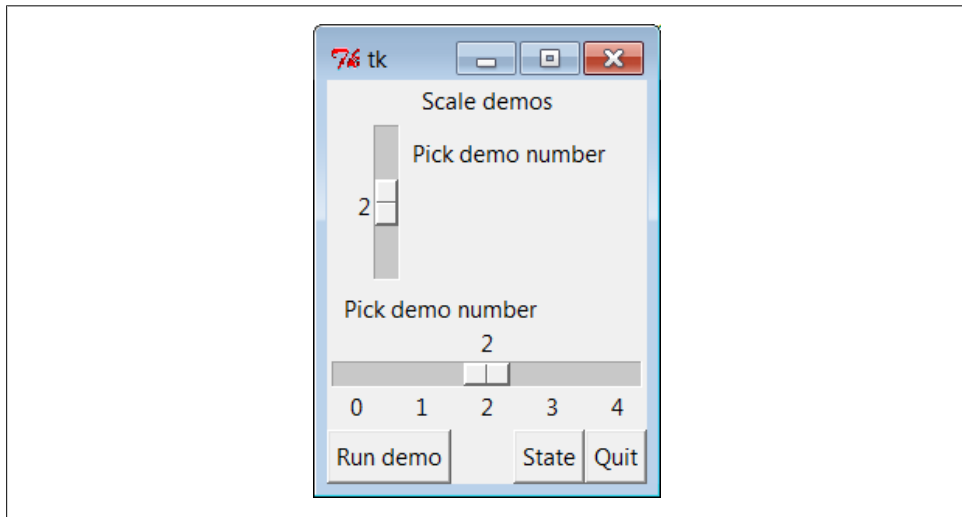 tk
Scale demos
Pick demo number
2
Pick demo number
2
0 1 2 3 4
Run demo State Quit